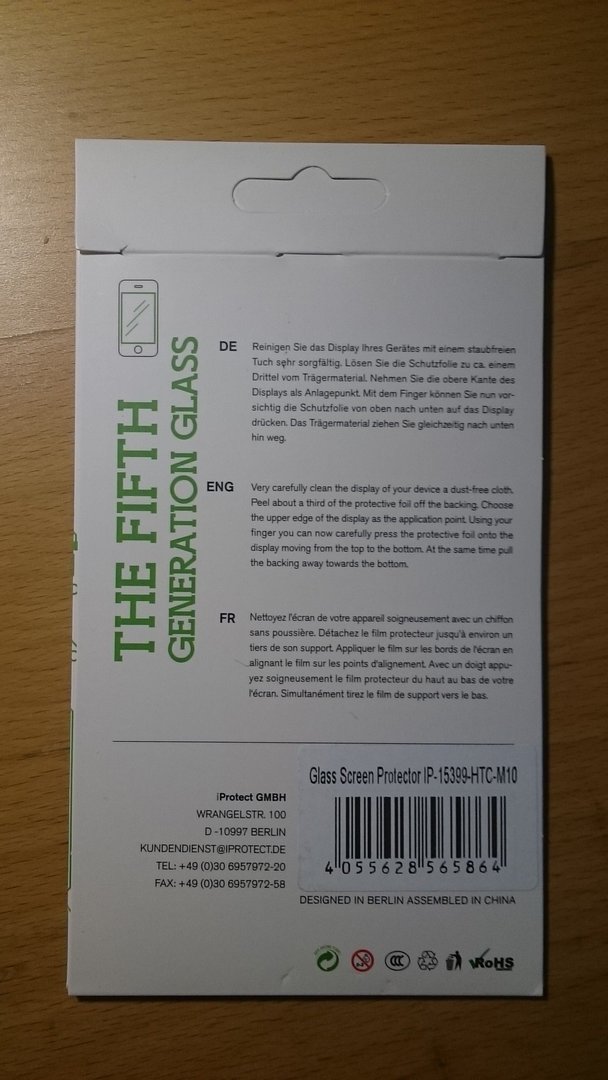 THE FIFTH
GENERATION GLASS
DE
Reinigen Sie das Display Ihres Gerätes mit einem staubfreien
Tuch sehr sorgfältig. Lösen Sie die Schutzfolie zu ca. einem
Drittel vom Trägermaterial. Nehmen Sie die obere Kante des
Displays als Anlagepunkt. Mit dem Finger können Sie nun vor-
sichtig die Schutzfolie von oben nach unten auf das Display
drücken. Das Trägermaterial ziehen Sie gleichzeitig nach unten
hin weg.
ENG
Very carefully clean the display of your device a dust-free cloth.
Peel about a third of the protective foil off the backing. Choose
the upper edge of the display as the application point. Using your
finger you can now carefully press the protective foil onto the
display moving from the top to the bottom. At the same time pull
the backing away towards the bottom.
FR
Nettoyez l'écran de votre appareil soigneusement avec un chiffon
sans poussière. Détachez le film protecteur jusqu'à environ un
tiers de son support. Appliquer le film sur les bords de l'écran en
alignant le film sur les points d'alignement. Avec un doigt appu-
yez soigneusement le film protecteur du haut au bas de votre
l'écran. Simultanément tirez le film de support vers le bas.
iProtect GMBH
WRANGELSTR. 100
D -10997 BERLIN
KUNDENDIENST@IPROTECT.DE
TEL: +49 (0)30 6957972-20
FAX: +49 (0)30 6957972-58
Glass Screen Protector IP-15399-HTC-M10
4 055628 565864
DESIGNED IN BERLIN ASSEMBLED IN CHINA
CCC
RoHS